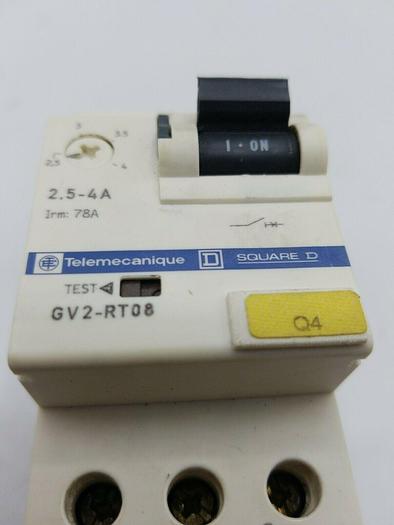 3
2,5 3.5
4
I · ON
2.5-4A
Irm: 78A
Telemecanique D SQUARE D
TEST
GV2-RT08
Q4